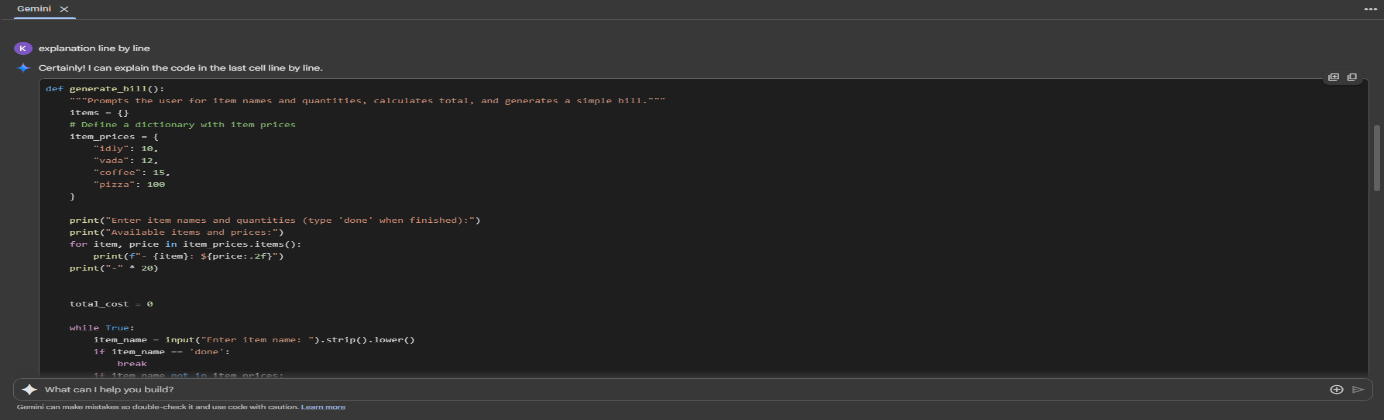 Gemini
K explanation line by line
Certainly! I can explain the code in the last cell line by line.
def generate_bill():
    """Prompts the user for item names and quantities, calculates total, and generates a simple bill."""
    items = {}
    # Define a dictionary with item prices
    item_prices = {
        "idly": 10,
        "vada": 12,
        "coffee": 15,
        "pizza": 100
    }
    print("Enter item names and quantities (type 'done' when finished):")
    print("Available items and prices:")
    for item, price in item_prices.items():
        print(f"- {item}: ${price:.2f}")
    print("-" * 20)
    total_cost = 0
    while True:
        item_name = input("Enter item name: ").strip().lower()
        if item_name == 'done':
            break
        if item_name not in item_prices:
What can I help you build?
Gemini can make mistakes so double-check it and use code with caution. Learn more